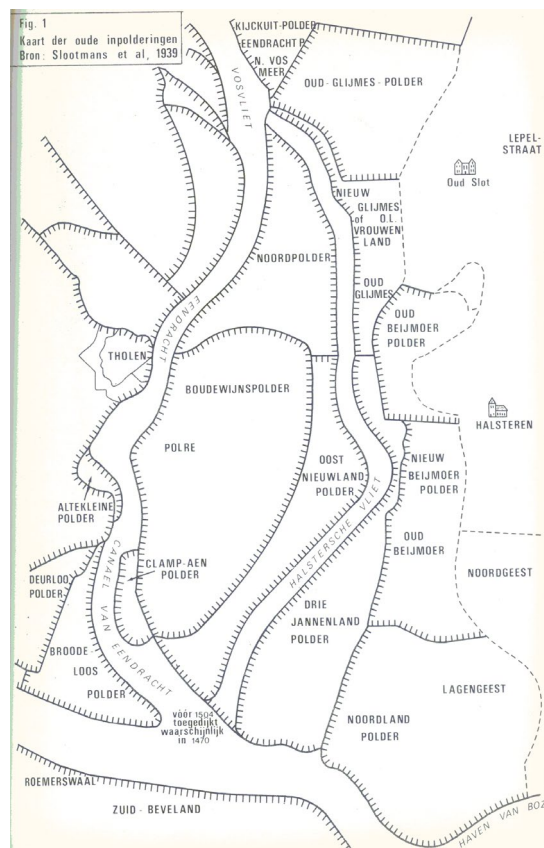 Fig. 1
Kaart der oude inpolderingen
Bron: Slootmans et al, 1939
KIJCKUIT-POLDER
EENDRACHT P.
N. VOS
MEER
VOSVLIET
OUD-GLIJMES-POLDER
LEPEL-
STRAAT
Oud Slot
NIEUW
GLIJMES
of O.L.
VROUWEN
LAND
NOORDPOLDER
OUD
GLIJMES
EENDRACHT
OUD
BEIJMOER
POLDER
THOLEN
BOUDEWIJNSPOLDER
HALSTEREN
POLRE
OOST
NIEUWLAND
POLDER
NIEUW
BEIJMOER
POLDER
ALTEKLEINE
POLDER
HALSTERSCHE VLIET
OUD
BEIJMOER
CLAMP-AEN
POLDER
NOORDGEEST
DEURLOO
POLDER
CANAEL VAN EENDRACHT
DRIE
JANNENLAND
POLDER
BROODE
LOOS
POLDER
LAGENGEEST
vóór 1504
toegedijkt
waarschijnlijk
in 1470
NOORDLAND
POLDER
ROEMERSWAAL
ZUID-BEVELAND
HAVEN VAN BOZ